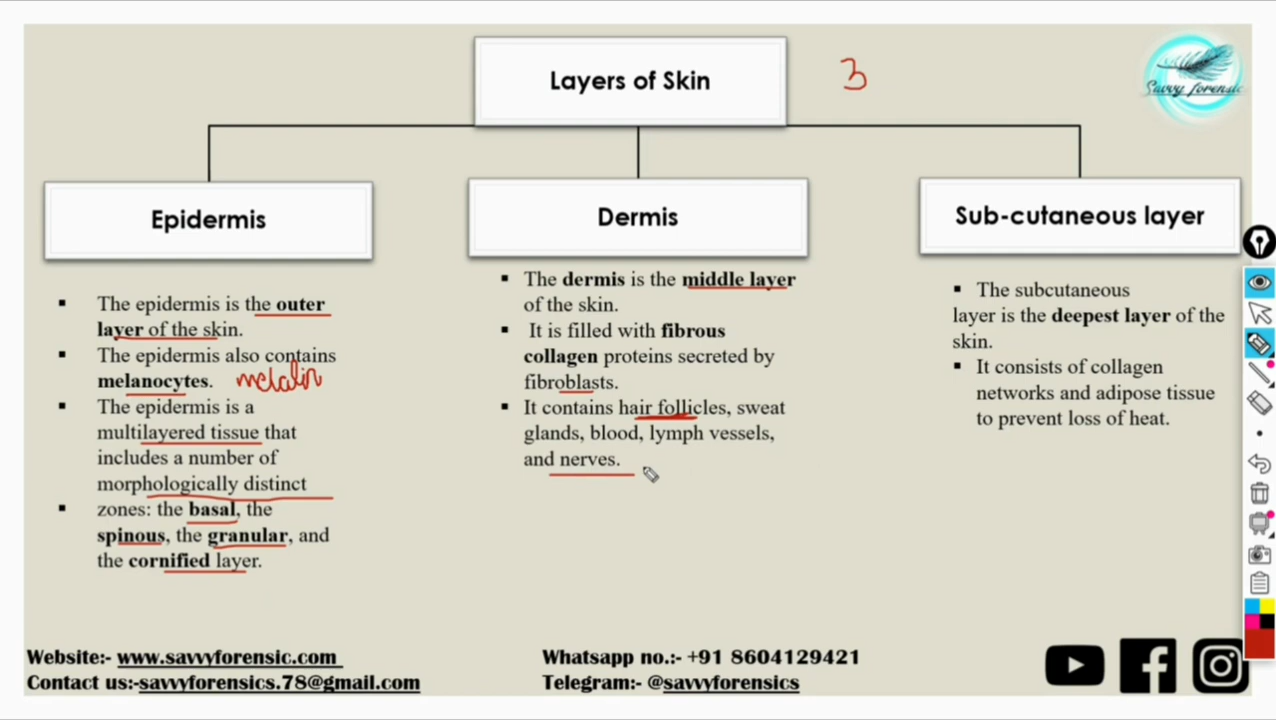 Layers of Skin
3
Savvy forensic
Epidermis
The epidermis is the outer
layer of the skin.
The epidermis also contains
melanocytes. melalin
The epidermis is a
multilayered tissue that
includes a number of
morphologically distinct
zones: the basal, the
spinous, the granular, and
the cornified layer.
Dermis
The dermis is the middle layer
of the skin.
It is filled with fibrous
collagen proteins secreted by
fibroblasts.
It contains hair follicles, sweat
glands, blood, lymph vessels,
and nerves.
Sub-cutaneous layer
The subcutaneous
layer is the deepest layer of the
skin.
It consists of collagen
networks and adipose tissue
to prevent loss of heat.
Website:- www.savvyforensic.com
Contact us:-savvyforensics.78@gmail.com
Whatsapp no.:- +91 8604129421
Telegram:- @savvyforensics